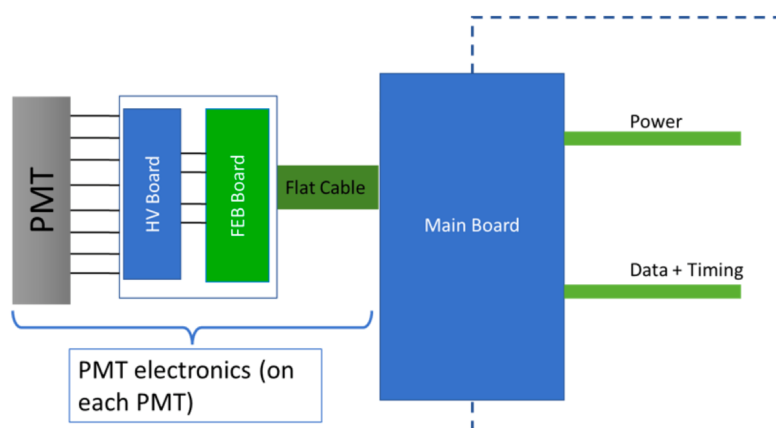 PMT
HV Board
FEB Board
Flat Cable
Main Board
Power
Data + Timing
PMT electronics (on
each PMT)